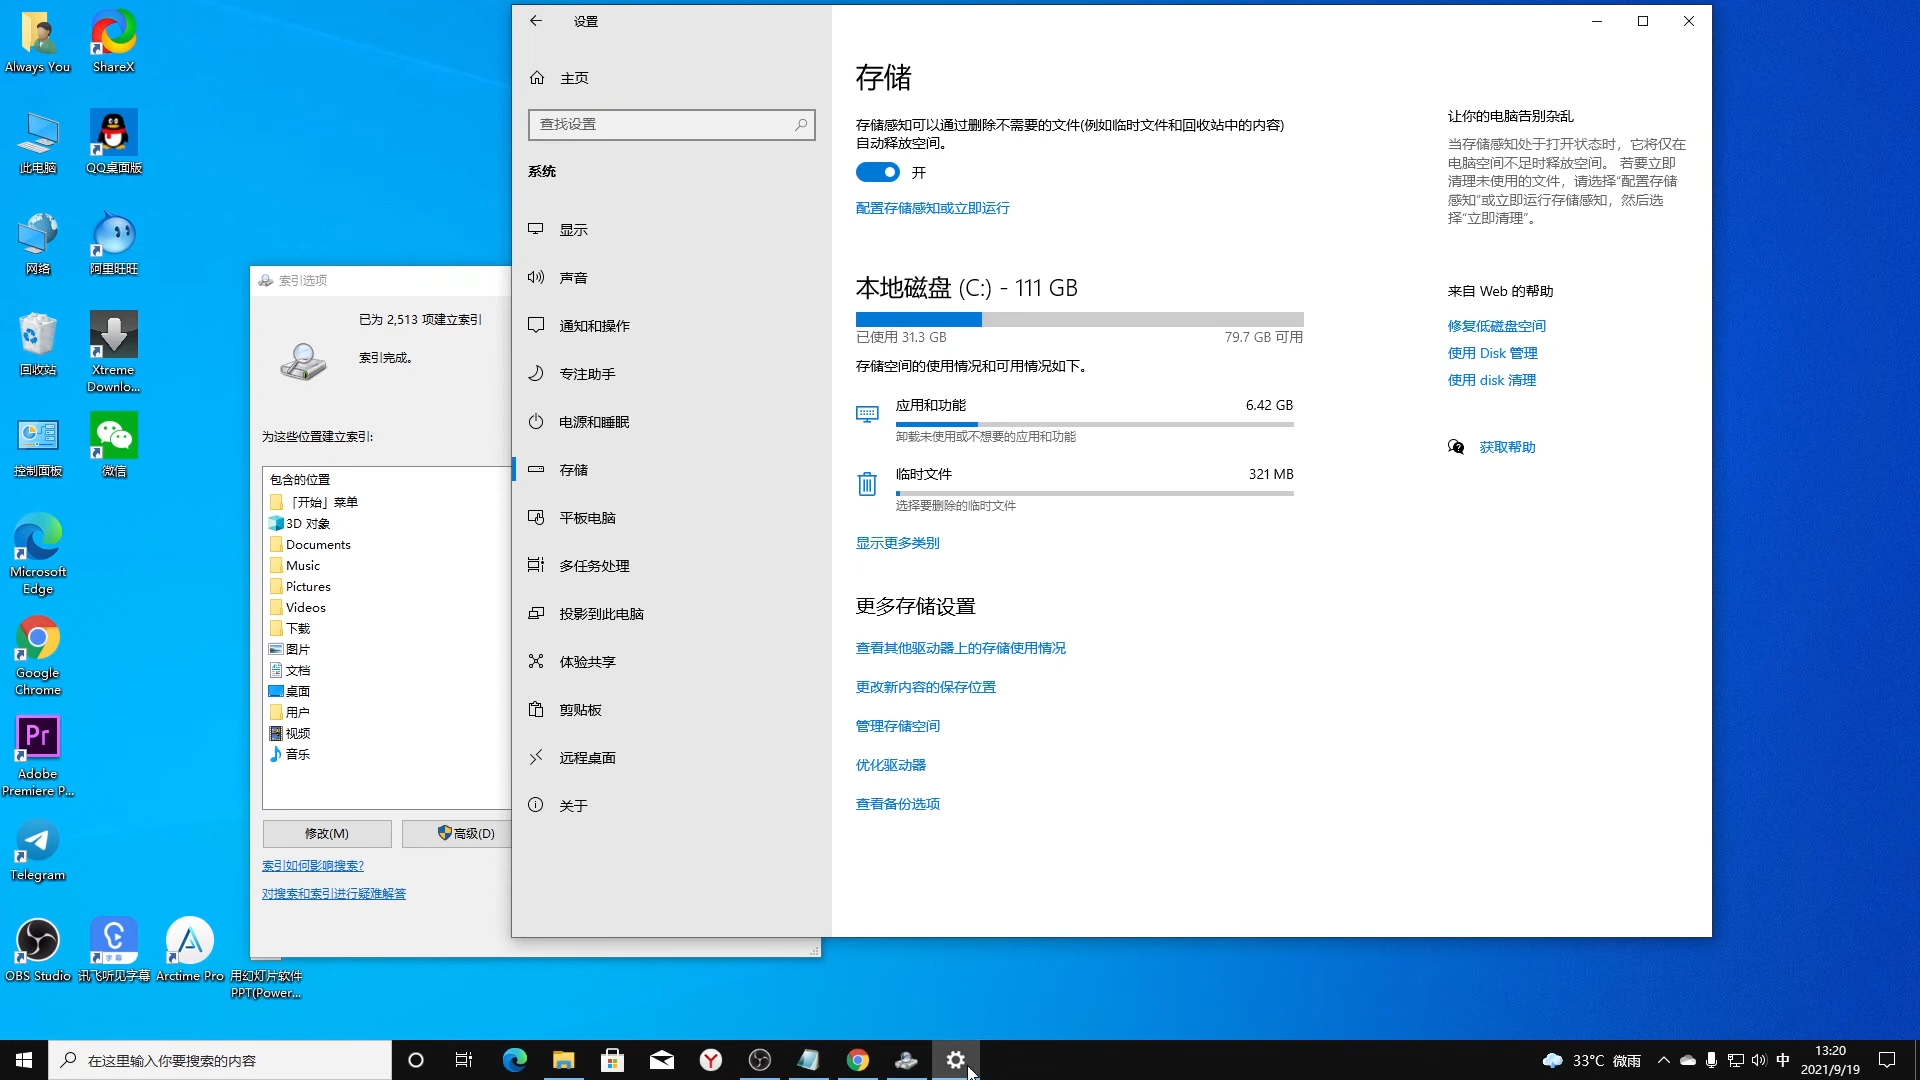 Always You
ShareX
此电脑
QQ桌面版
网络
阿里旺旺
回收站
Xtreme
Downlo...
控制面板
微信
Microsoft
Edge
Google
Chrome
Pr
Adobe
Premiere P...
Telegram
OBS Studio
字幕
讯飞听见字幕
Arctime Pro
用幻灯片软件
PPT(Power...
索引选项
已为 2,513 项建立索引
索引完成。
为这些位置建立索引:
包含的位置
「开始」菜单
3D 对象
Documents
Music
Pictures
Videos
下载
图片
文档
桌面
用户
视频
音乐
修改(M)
高级(D)
索引如何影响搜索?
对搜索和索引进行疑难解答
设置
主页
查找设置
系统
显示
声音
通知和操作
专注助手
电源和睡眠
存储
平板电脑
多任务处理
投影到此电脑
体验共享
剪贴板
远程桌面
关于
存储
存储感知可以通过删除不需要的文件(例如临时文件和回收站中的内容)
自动释放空间。
开
配置存储感知或立即运行
本地磁盘 (C:) - 111 GB
已使用 31.3 GB
79.7 GB 可用
存储空间的使用情况和可用情况如下。
应用和功能
6.42 GB
卸载未使用或不想要的应用和功能
临时文件
321 MB
选择要删除的临时文件
显示更多类别
更多存储设置
查看其他驱动器上的存储使用情况
更改新内容的保存位置
管理存储空间
优化驱动器
查看备份选项
让你的电脑告别杂乱
当存储感知处于打开状态时，它将仅在
电脑空间不足时释放空间。 若要立即
清理未使用的文件，请选择“配置存储
感知”或立即运行存储感知，然后选
择“立即清理”。
来自 Web 的帮助
修复低磁盘空间
使用 Disk 管理
使用 disk 清理
获取帮助
在这里输入你要搜索的内容
33°C 微雨
中
13:20
2021/9/19